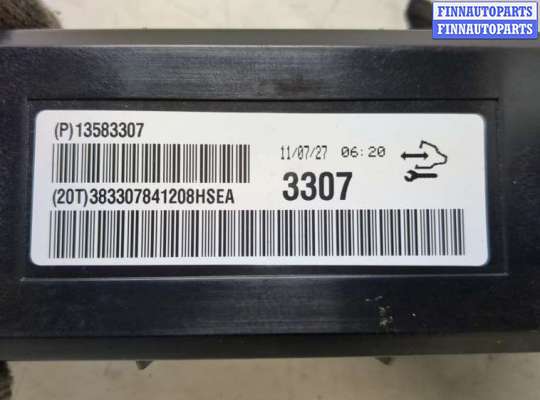 FINNAUTOPARTS
FINNAUTOPARTS
(P)13583307
11/07/27 06:20
3307
(20T)383307841208HSEA